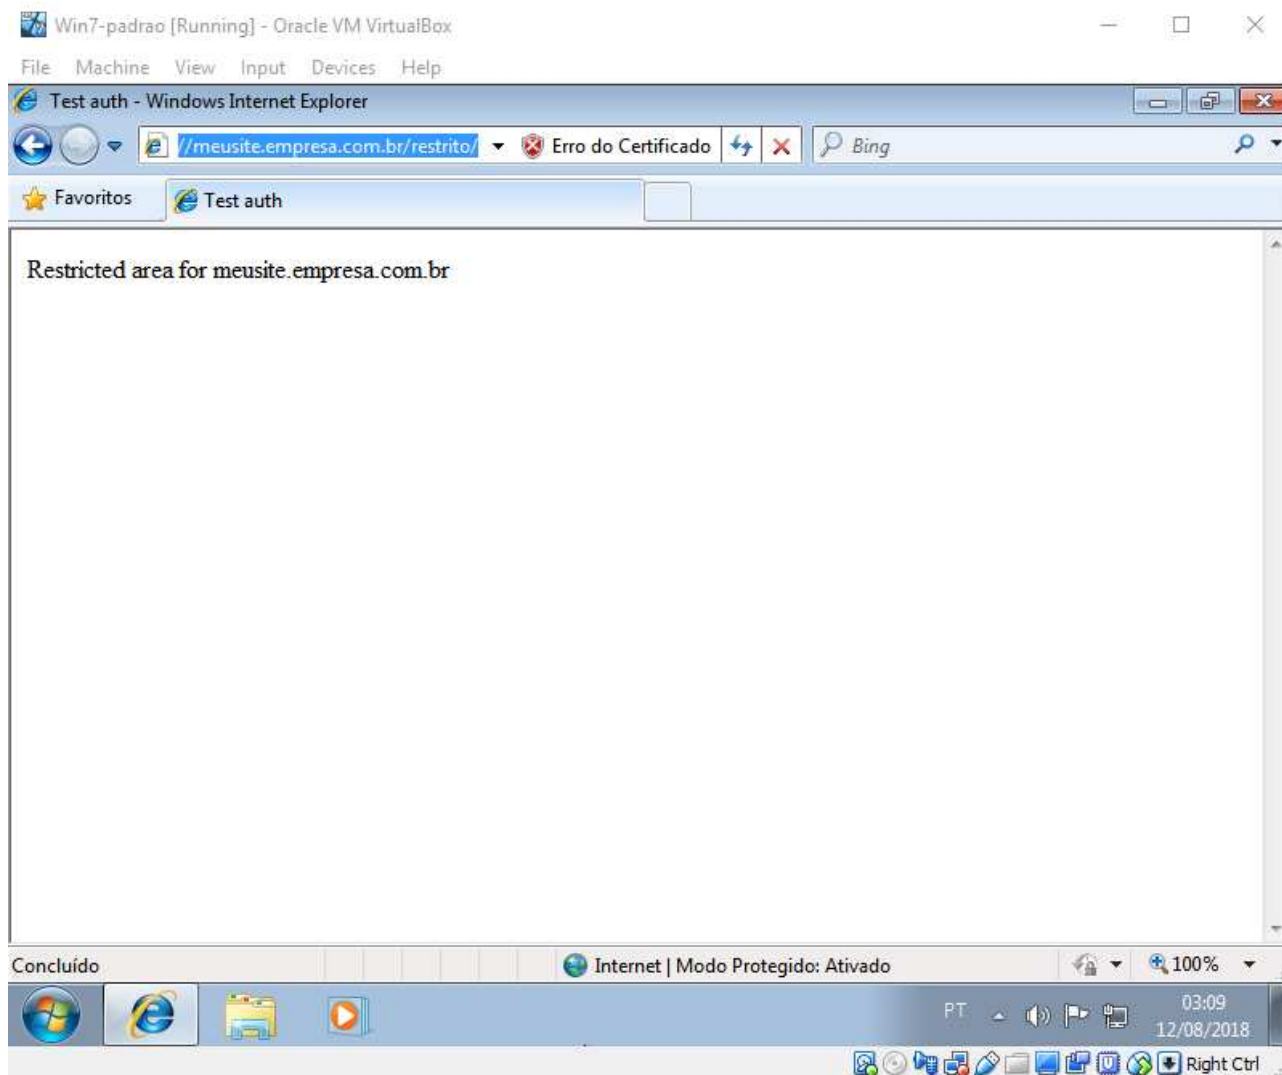 Win7-padrao [Running] - Oracle VM VirtualBox
File Machine View Input Devices Help
Test auth - Windows Internet Explorer
//meusite.empresa.com.br/restrito/ Erro do Certificado Bing
Favoritos Test auth
Restricted area for meusite.empresa.com.br
Concluído Internet | Modo Protegido: Ativado 100%
PT 03:09
12/08/2018
Right Ctrl